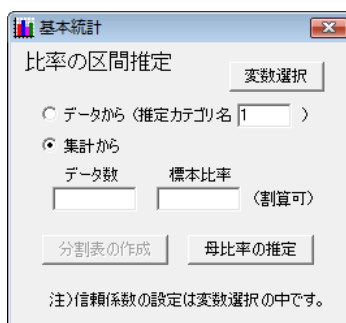 基本統計
比率の区間推定
変数選択
データから (推定カテゴリ名 1 )
集計から
データ数 標本比率
(割算可)
分割表の作成 母比率の推定
注)信頼係数の設定は変数選択の中です。